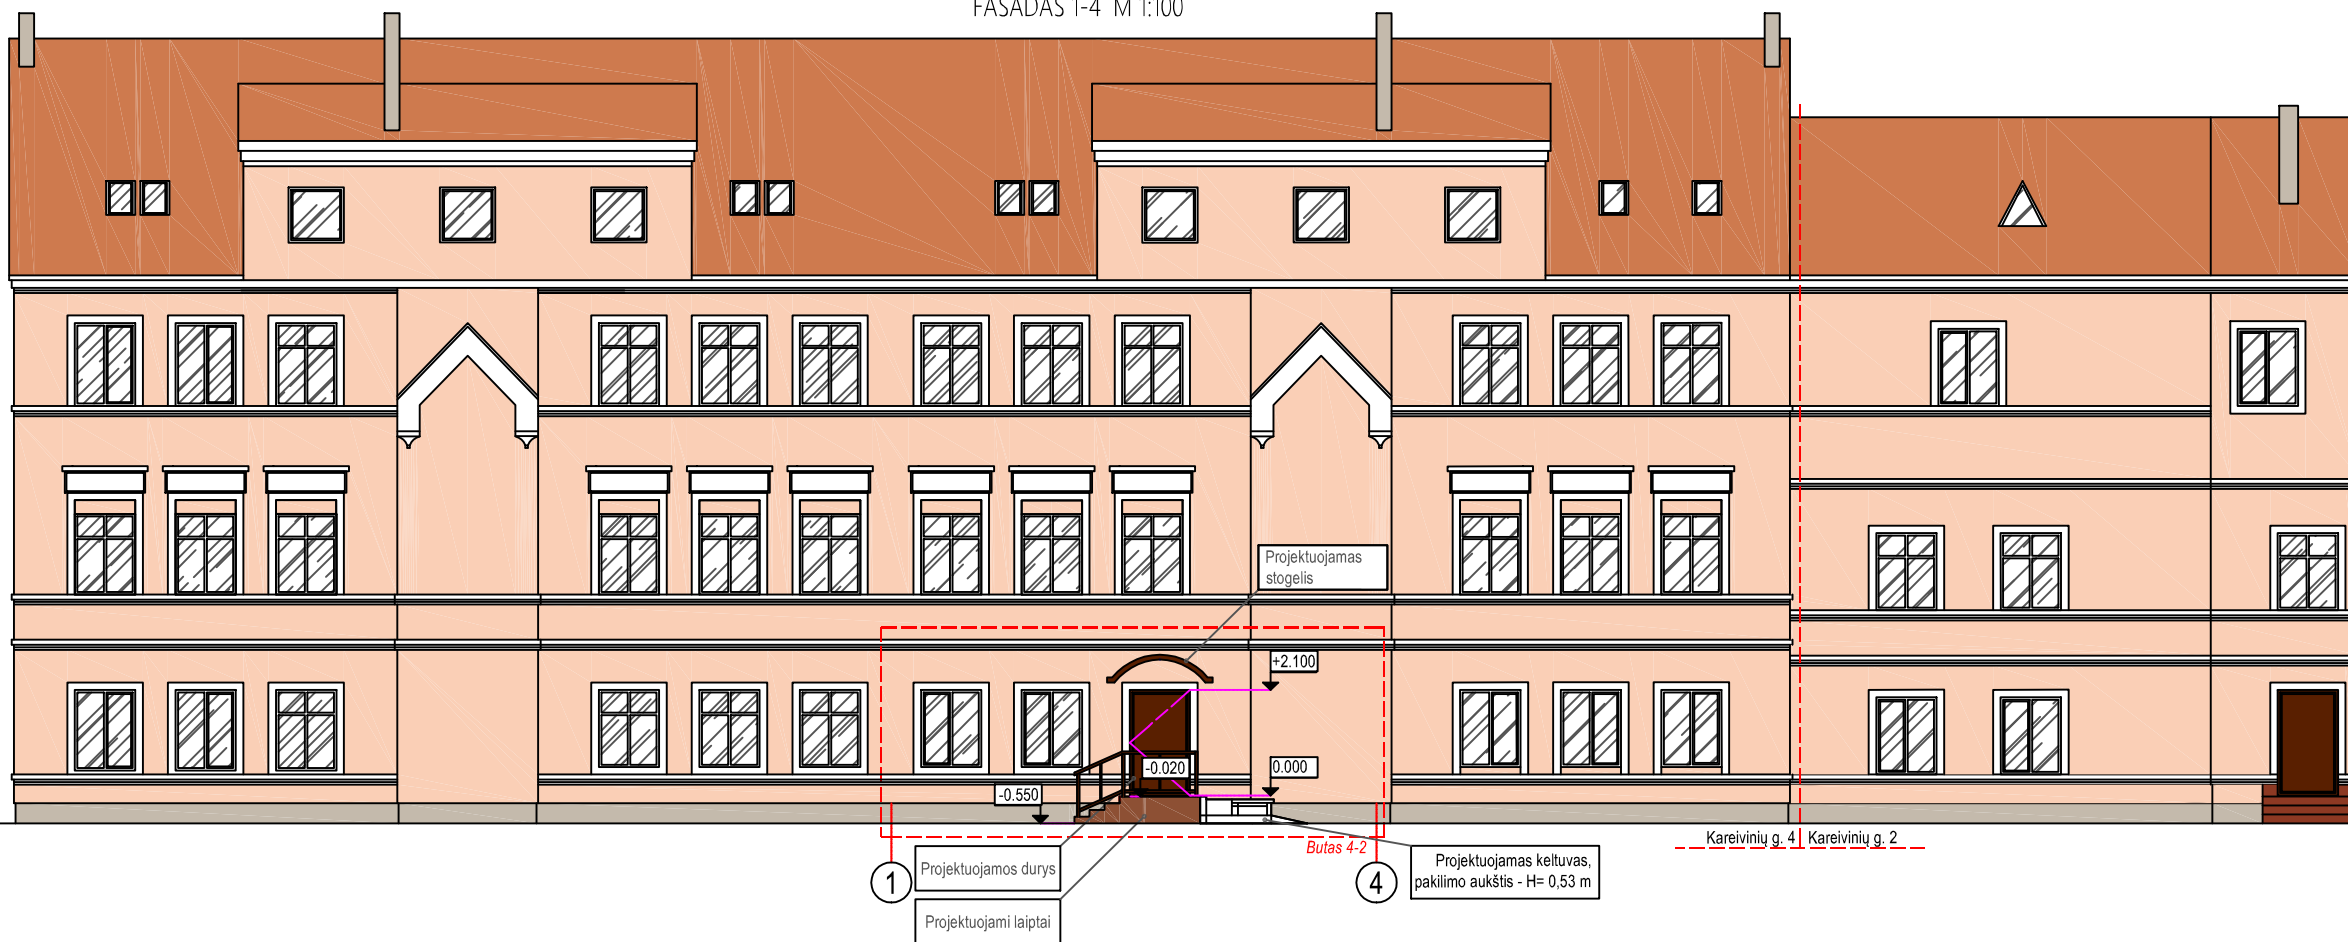 FASADAS 1-4 M 1:100
Projektuojamas
stogelis
+2.100
0.000
-0.020
-0.550
Kareivinių g. 4
Kareivinių g. 2
Butas 4-2
1
Projektuojamos durys
4
Projektuojamas keltuvas,
pakilimo aukštis - H= 0,53 m
Projektuojami laiptai